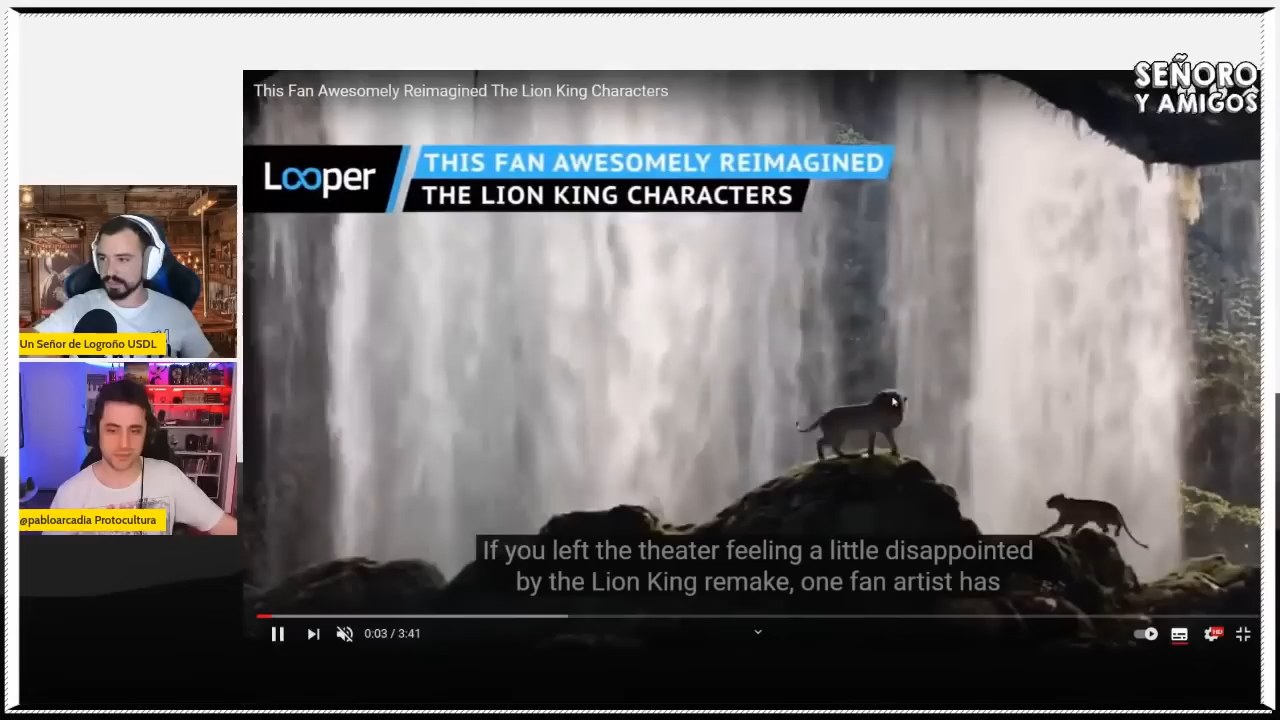 SEÑORO
Y AMIGOS
This Fan Awesomely Reimagined The Lion King Characters
Looper
THIS FAN AWESOMELY REIMAGINED
THE LION KING CHARACTERS
Un Señor de Logroño USDL
@pabloarcadia Protocultura
If you left the theater feeling a little disappointed
by the Lion King remake, one fan artist has
0:03 / 3:41
HD